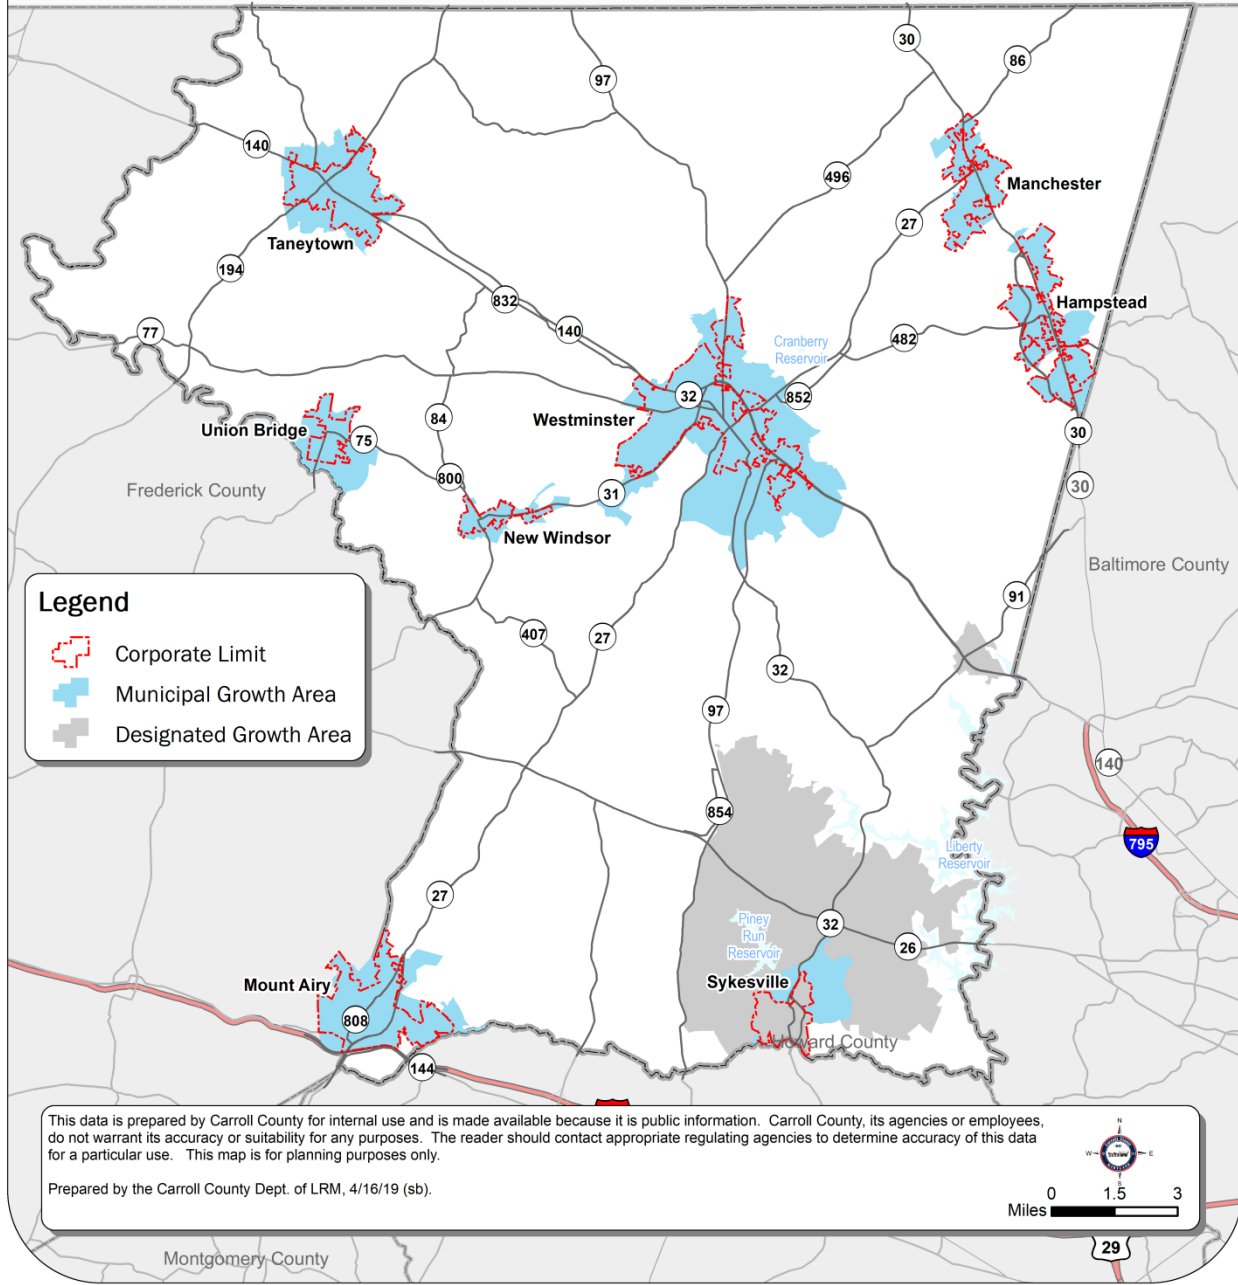 30
86
97
140
496
Manchester
27
Taneytown
194
832
Hampstead
77
140
482
Cranberry
Reservoir
32
852
84
Westminster
Union Bridge
75
30
800
30
Frederick County
31
New Windsor
Baltimore County
91
Legend
Corporate Limit
Municipal Growth Area
Designated Growth Area
407
27
32
97
140
854
795
Liberty
Reservoir
27
Piney
Run
Reservoir
32
26
Mount Airy
Sykesville
808
Howard County
144
This data is prepared by Carroll County for internal use and is made available because it is public information. Carroll County, its agencies or employees,
do not warrant its accuracy or suitability for any purposes. The reader should contact appropriate regulating agencies to determine accuracy of this data
for a particular use. This map is for planning purposes only.
Prepared by the Carroll County Dept. of LRM, 4/16/19 (sb).
N
W
E
S
0 1.5 3
Miles
Montgomery County
29